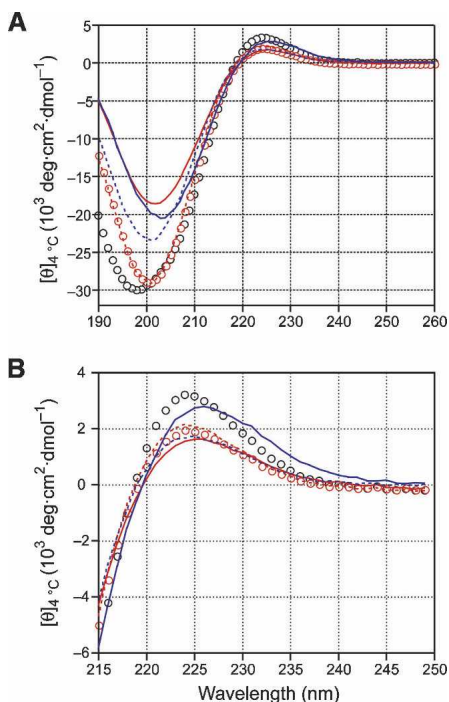 A
[θ]4 °C (10³ deg·cm²·dmol⁻¹)
5
0
−5
−10
−15
−20
−25
−30
190 200 210 220 230 240 250 260
B
[θ]4 °C (10³ deg·cm²·dmol⁻¹)
4
2
0
-2
-4
-6
215 220 225 230 235 240 245 250
Wavelength (nm)